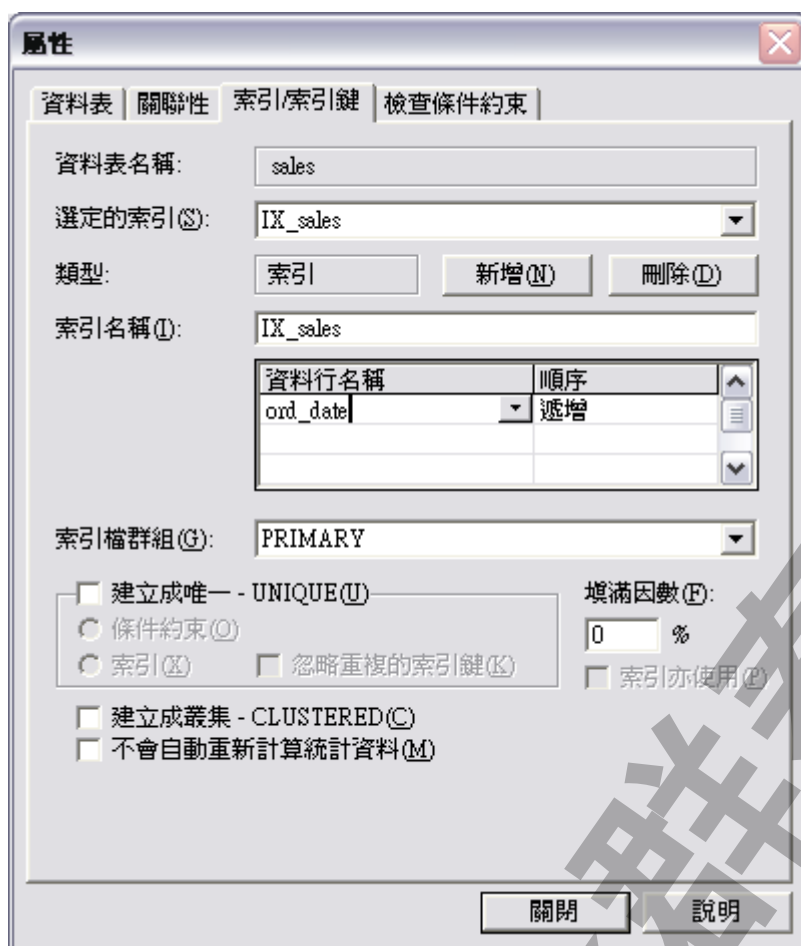 屬性
資料表 關聯性 索引/索引鍵 檢查條件約束
資料表名稱: sales
選定的索引(S): IX_sales
類型: 索引 新增(N) 刪除(D)
索引名稱(I): IX_sales
資料行名稱 順序
ord_date 遞增
索引檔群組(G): PRIMARY
建立成唯一 - UNIQUE(U) 填滿因數(F):
條件約束(O) 0 %
索引(X) 忽略重複的索引鍵(K) 索引亦使用(P)
建立成叢集 - CLUSTERED(C)
不會自動重新計算統計資料(M)
關閉 說明